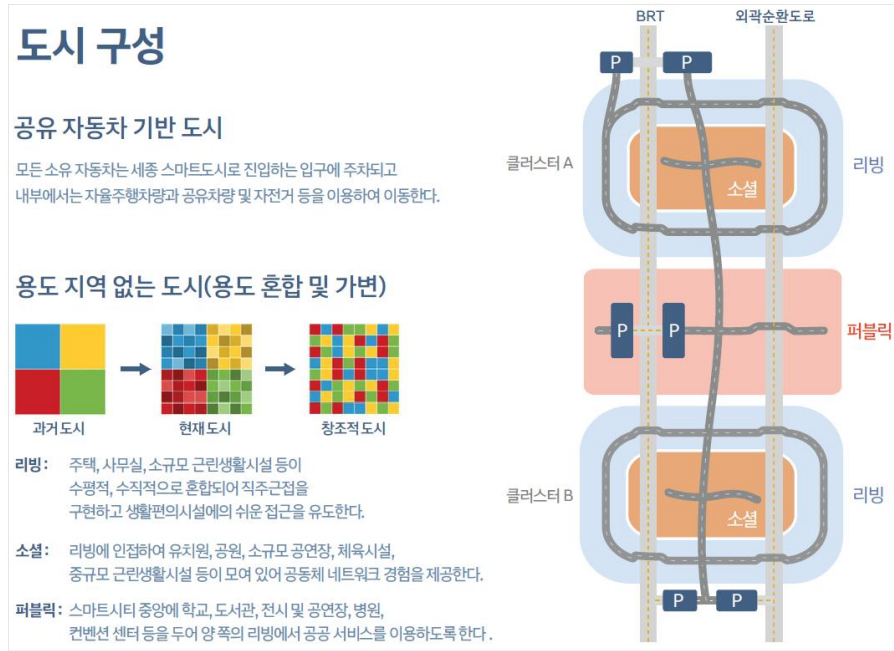 도시 구성
공유 자동차 기반 도시
모든 소유 자동차는 세종 스마트도시로 진입하는 입구에 주차되고
내부에서는 자율주행차량과 공유차량 및 자전거 등을 이용하여 이동한다.
용도 지역 없는 도시(용도 혼합 및 가변)
과거도시
현재도시
창조적도시
리빙 : 주택, 사무실, 소규모 근린생활시설 등이
수평적, 수직적으로 혼합되어 직주근접을
구현하고 생활편의시설에의 쉬운 접근을 유도한다.
소셜 : 리빙에 인접하여 유치원, 공원, 소규모 공연장, 체육시설,
중규모 근린생활시설 등이 모여 있어 공동체 네트워크 경험을 제공한다.
퍼블릭 : 스마트시티 중앙에 학교, 도서관, 전시 및 공연장, 병원,
컨벤션 센터 등을 두어 양 쪽의 리빙에서 공공 서비스를 이용하도록 한다 .
BRT
외곽순환도로
P
P
클러스터 A
소셜
리빙
P
P
퍼블릭
클러스터 B
소셜
리빙
P
P